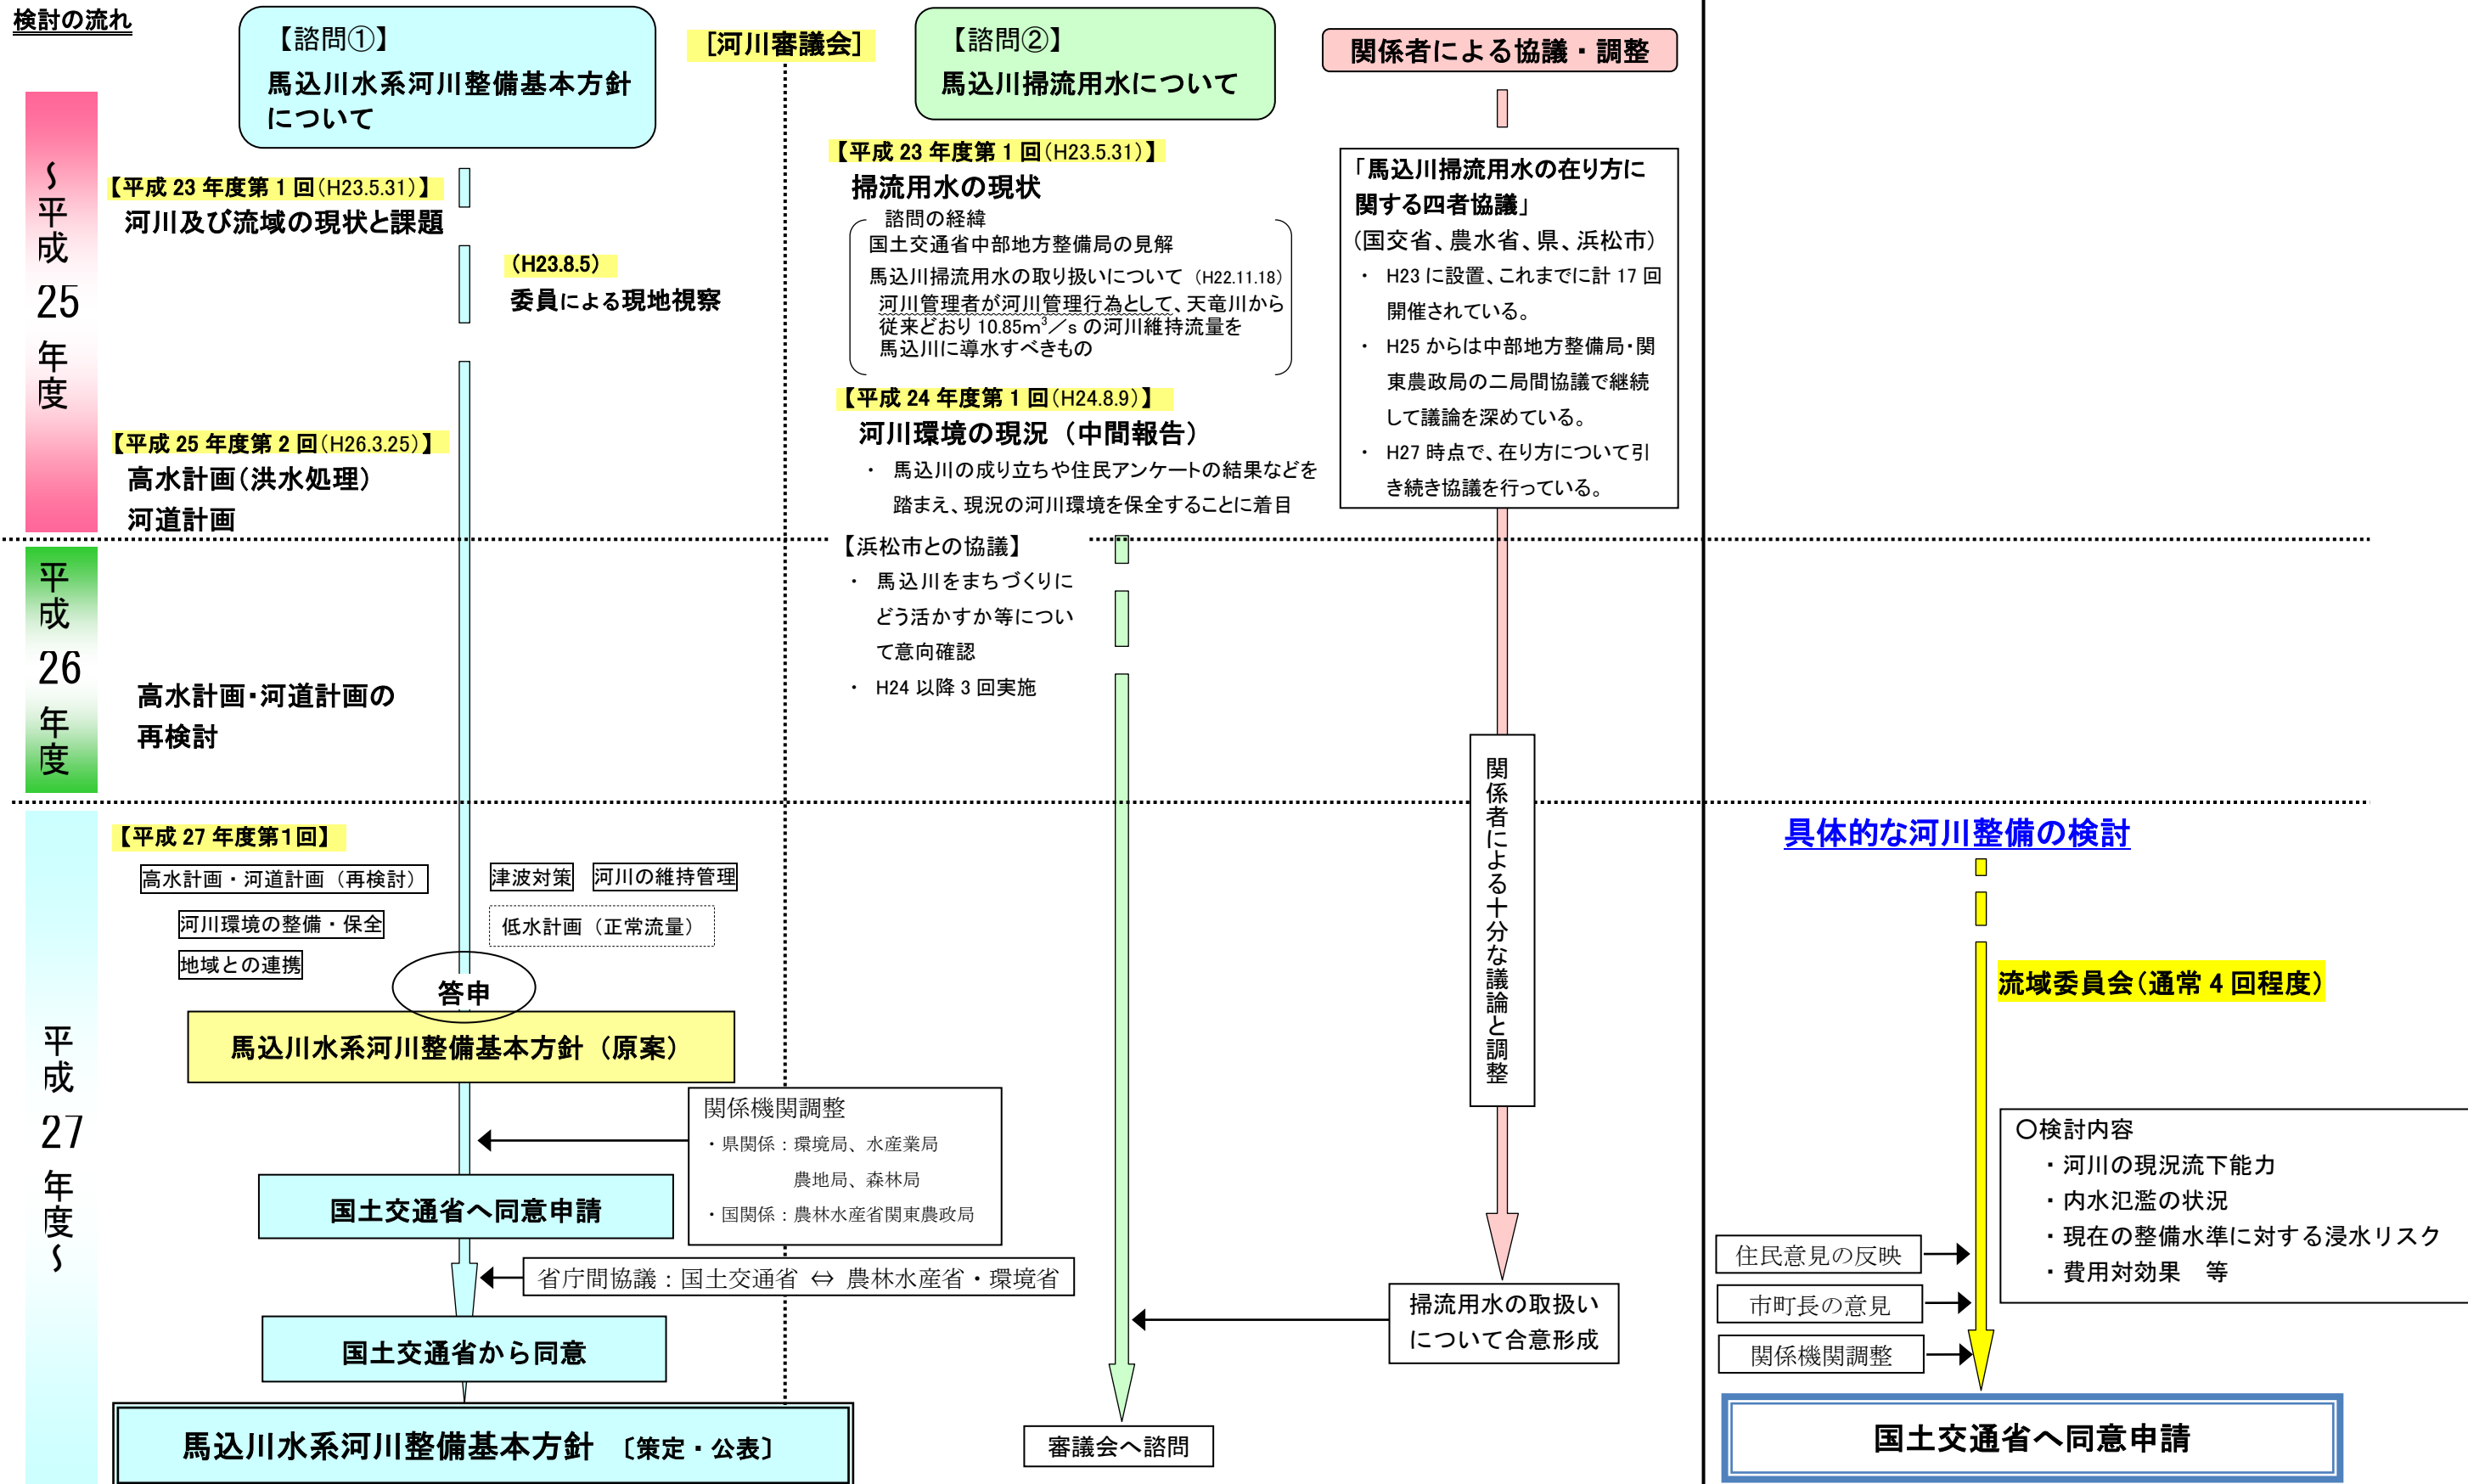 検討の流れ
【諮問①】
馬込川水系河川整備基本方針
について
［河川審議会］
【諮問②】
馬込川掃流用水について
関係者による協議・調整
～平成25年度
【平成 23 年度第 1 回(H23.5.31)】
河川及び流域の現状と課題
(H23.8.5)
委員による現地視察
【平成 25 年度第 2 回(H26.3.25)】
高水計画(洪水処理)
河道計画
【平成 23 年度第 1 回(H23.5.31)】
掃流用水の現状
諮問の経緯
国土交通省中部地方整備局の見解
馬込川掃流用水の取り扱いについて (H22.11.18)
河川管理者が河川管理行為として、天竜川から
従来どおり 10.85m³／s の河川維持流量を
馬込川に導水すべきもの
【平成 24 年度第 1 回(H24.8.9)】
河川環境の現況（中間報告）
・ 馬込川の成り立ちや住民アンケートの結果などを
踏まえ、現況の河川環境を保全することに着目
「馬込川掃流用水の在り方に
関する四者協議」
(国交省、農水省、県、浜松市)
・ H23 に設置、これまでに計 17 回
開催されている。
・ H25 からは中部地方整備局・関
東農政局の二局間協議で継続
して議論を深めている。
・ H27 時点で、在り方について引
き続き協議を行っている。
平成26年度
高水計画・河道計画の
再検討
【浜松市との協議】
・ 馬込川をまちづくりに
どう活かすか等につい
て意向確認
・ H24 以降 3 回実施
関係者による十分な議論と調整
平成27年度～
【平成 27 年度第1回】
高水計画・河道計画（再検討）
河川環境の整備・保全
地域との連携
津波対策
河川の維持管理
低水計画（正常流量）
答申
馬込川水系河川整備基本方針（原案）
関係機関調整
・県関係：環境局、水産業局
農地局、森林局
・国関係：農林水産省関東農政局
国土交通省へ同意申請
省庁間協議：国土交通省 ⇔ 農林水産省・環境省
国土交通省から同意
馬込川水系河川整備基本方針 〔策定・公表〕
掃流用水の取扱い
について合意形成
審議会へ諮問
具体的な河川整備の検討
流域委員会(通常 4 回程度)
○検討内容
・河川の現況流下能力
・内水氾濫の状況
・現在の整備水準に対する浸水リスク
・費用対効果 等
住民意見の反映
市町長の意見
関係機関調整
国土交通省へ同意申請